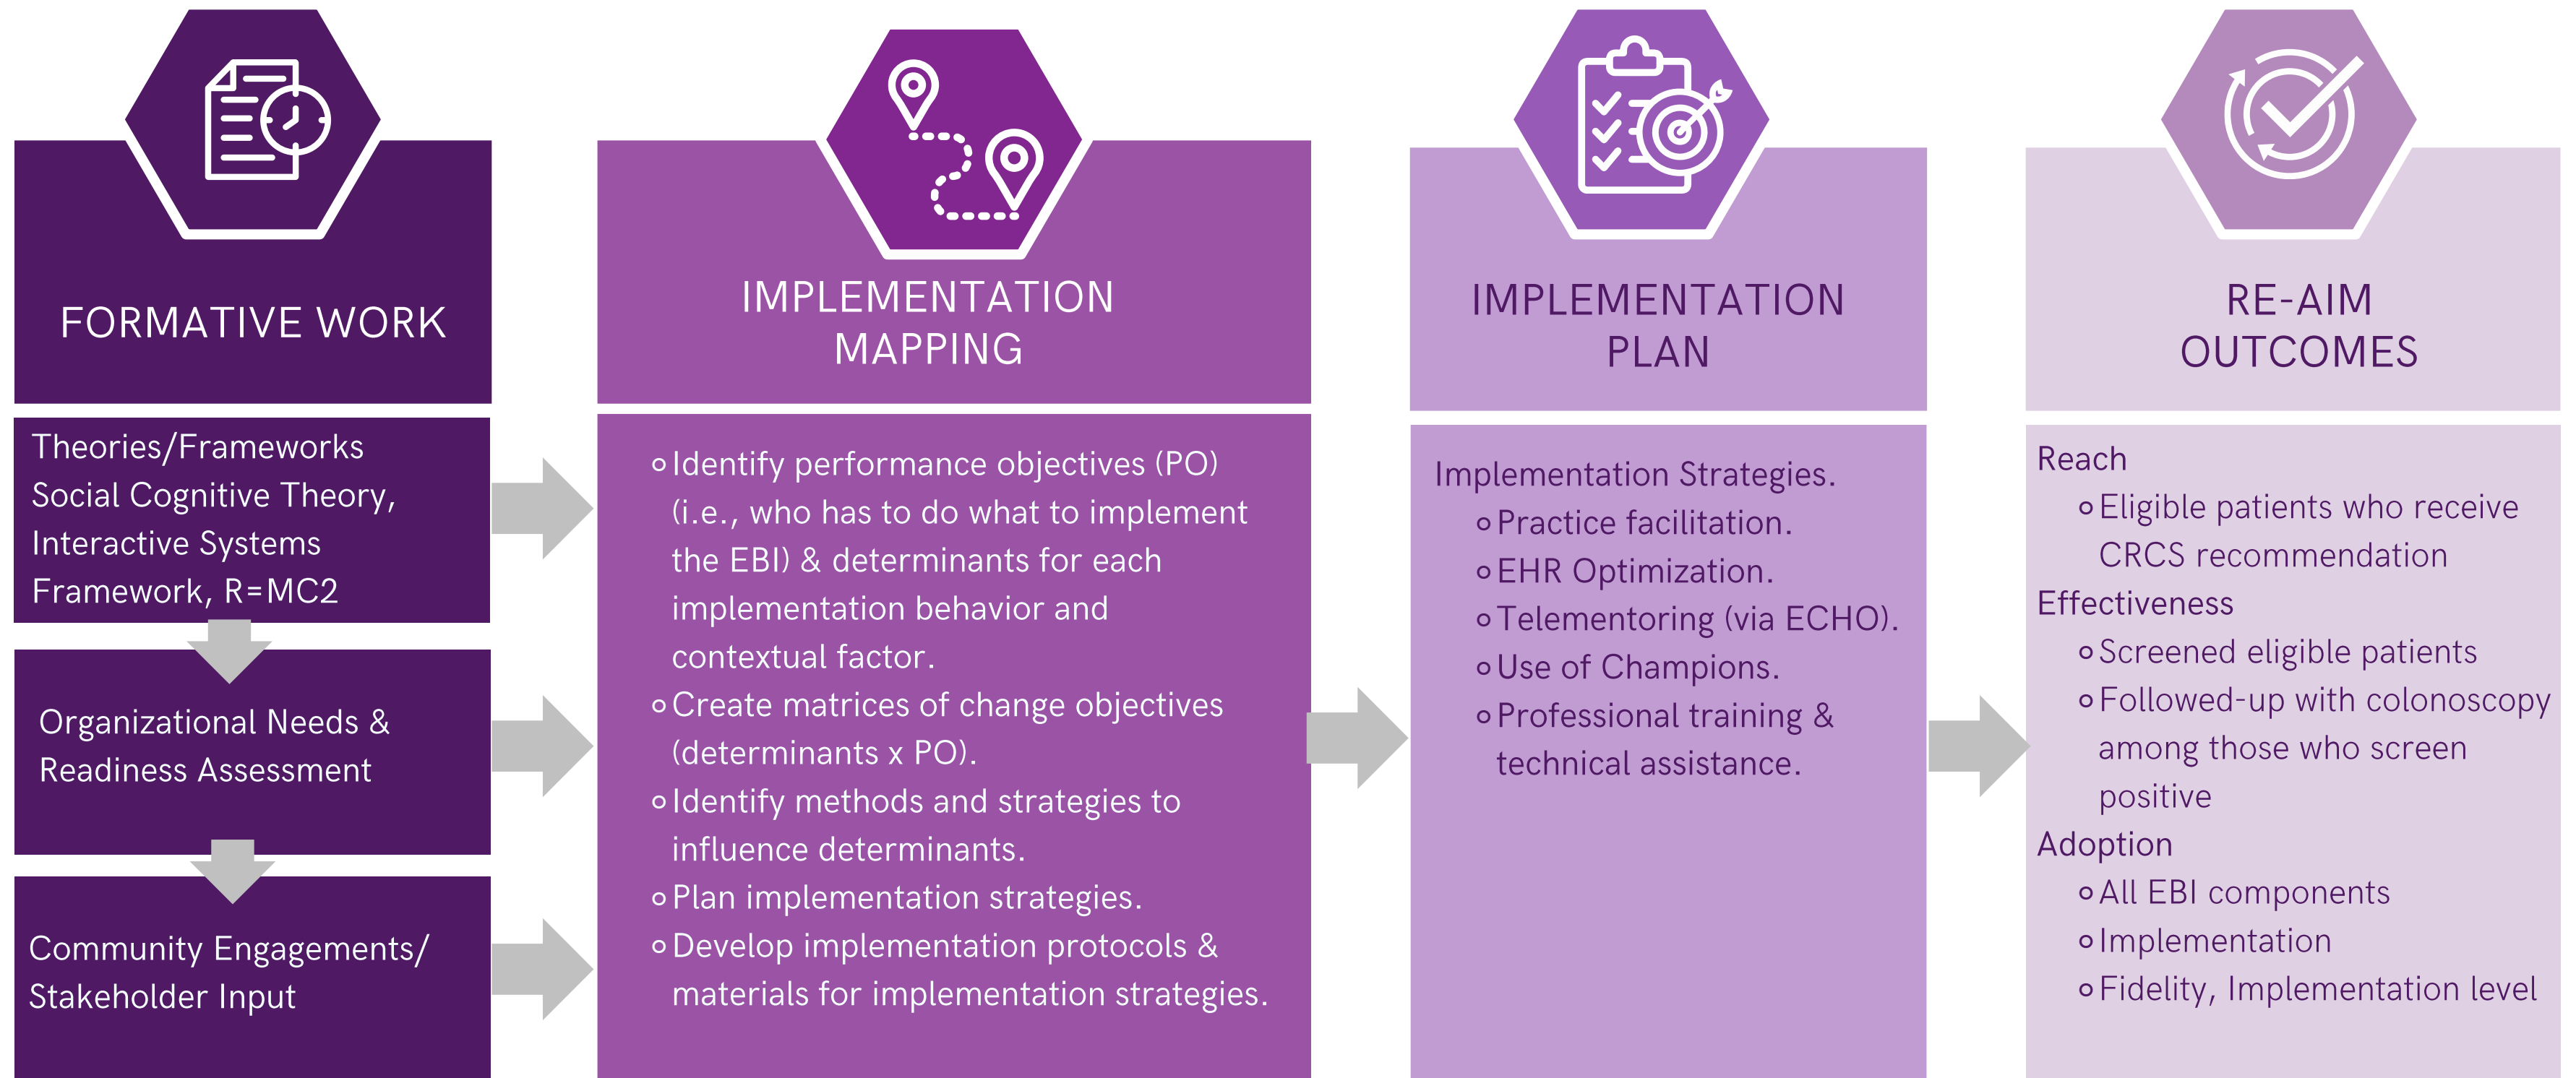 FORMATIVE WORK
Theories/Frameworks
Social Cognitive Theory,
Interactive Systems
Framework, R=MC2
Organizational Needs &
Readiness Assessment
Community Engagements/
Stakeholder Input
IMPLEMENTATION
MAPPING
Identify performance objectives (PO)
(i.e., who has to do what to implement
the EBI) & determinants for each
implementation behavior and
contextual factor.
Create matrices of change objectives
(determinants x PO).
Identify methods and strategies to
influence determinants.
Plan implementation strategies.
Develop implementation protocols &
materials for implementation strategies.
IMPLEMENTATION
PLAN
Implementation Strategies.
Practice facilitation.
EHR Optimization.
Telementoring (via ECHO).
Use of Champions.
Professional training &
technical assistance.
RE-AIM
OUTCOMES
Reach
Eligible patients who receive
CRCS recommendation
Effectiveness
Screened eligible patients
Followed-up with colonoscopy
among those who screen
positive
Adoption
All EBI components
Implementation
Fidelity, Implementation level